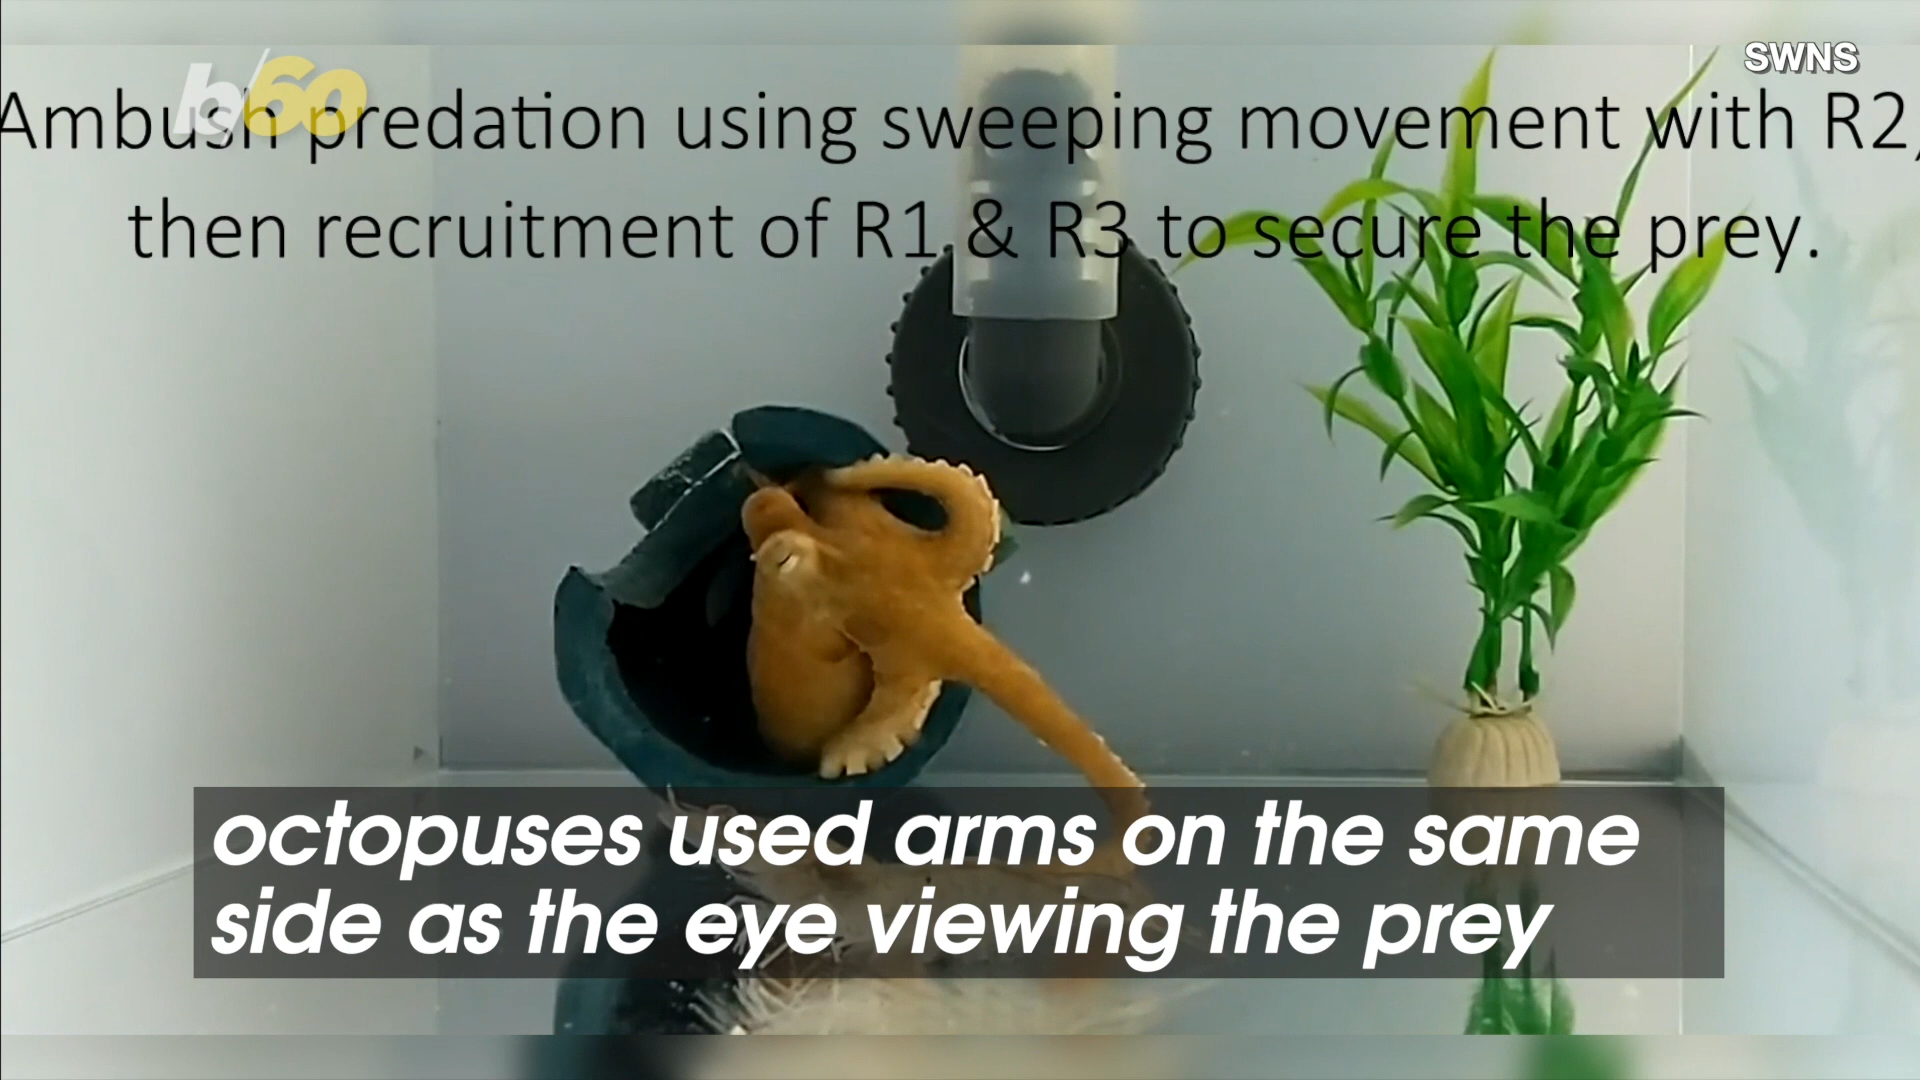 SWNS
b/60
Ambush predation using sweeping movement with R2,
then recruitment of R1 & R3 to secure the prey.
octopuses used arms on the same
side as the eye viewing the prey